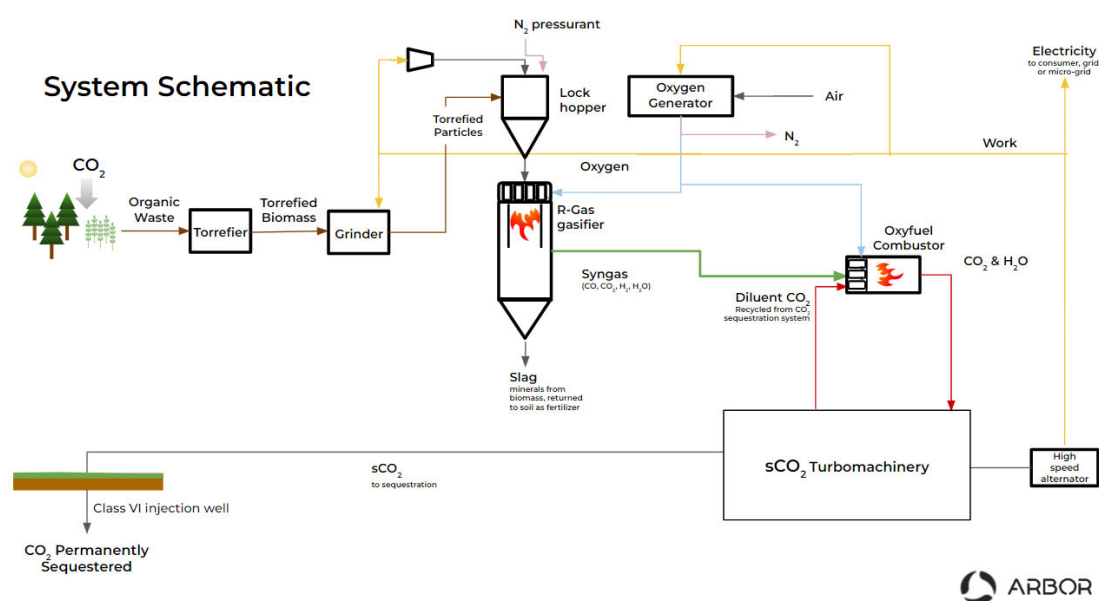 System Schematic
N₂ pressurant
Lock
hopper
Oxygen
Generator
Air
N₂
Electricity
to consumer, grid
or micro-grid
Work
Torrefied
Particles
Oxygen
CO₂
Organic
Waste
Torrefier
Torrefied
Biomass
Grinder
R-Gas
gasifier
Syngas
(CO, CO₂, H₂, H₂O)
Oxyfuel
Combustor
CO₂ & H₂O
Diluent CO₂
Recycled from CO₂
sequestration system
Slag
minerals from
biomass, returned
to soil as fertilizer
sCO₂ Turbomachinery
High
speed
alternator
sCO₂
to sequestration
Class VI injection well
CO₂ Permanently
Sequestered
ARBOR